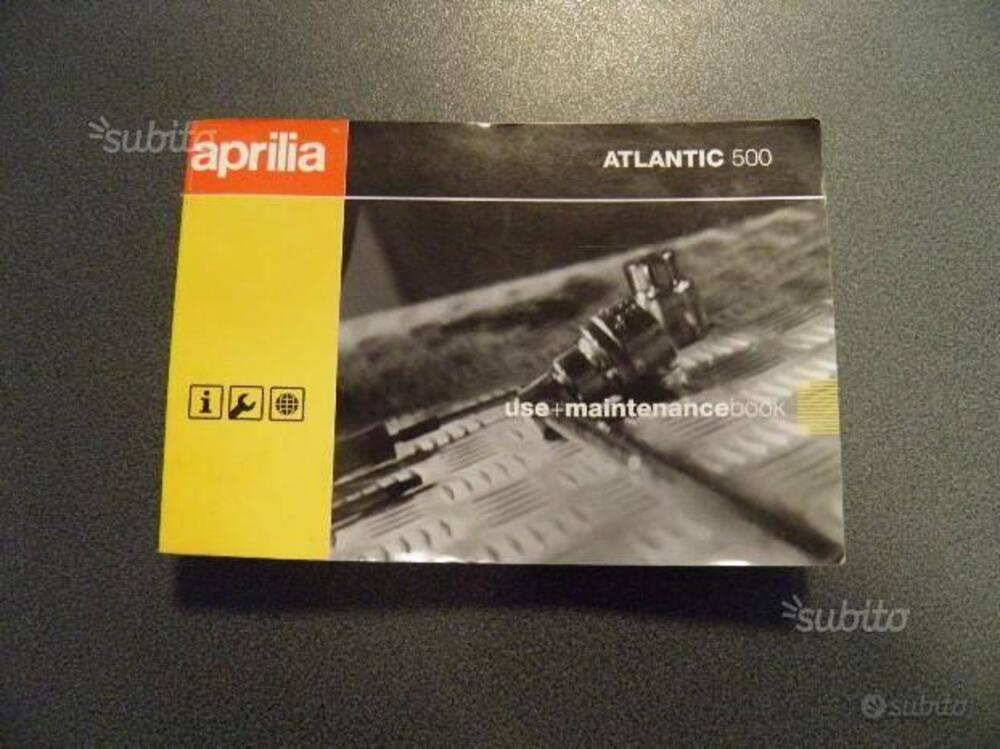 subito
aprilia
ATLANTIC 500
i
use+maintenancebook
subito
subito